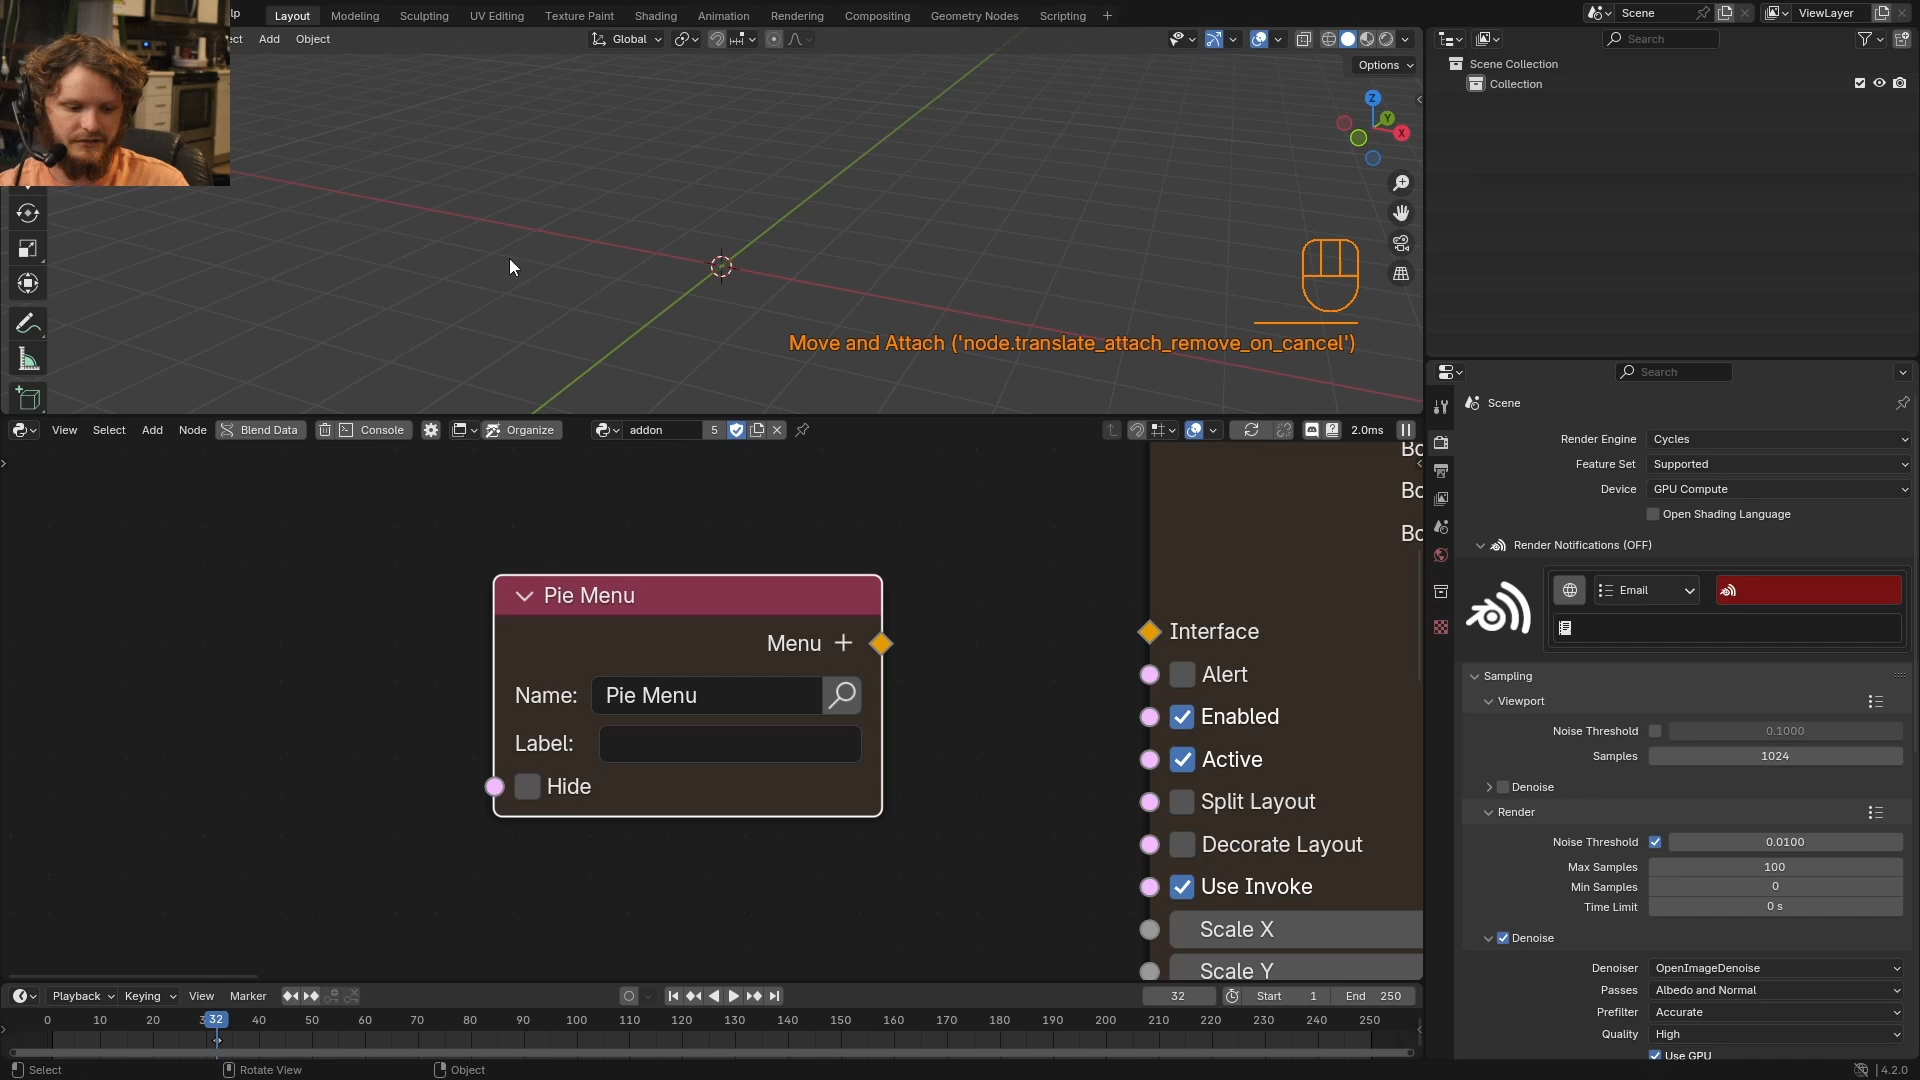 lp
Layout
Modeling
Sculpting
UV Editing
Texture Paint
Shading
Animation
Rendering
Compositing
Geometry Nodes
Scripting
+
Scene
ViewLayer
ect
Add
Object
Global
Search
Options
Scene Collection
Collection
Z
Y
X
Move and Attach ('node.translate_attach_remove_on_cancel')
Search
Scene
View
Select
Add
Node
Blend Data
Console
Organize
addon
5
2.0ms
Render Engine
Cycles
Feature Set
Supported
Device
GPU Compute
Open Shading Language
Render Notifications (OFF)
Email
Bo
Bo
Bo
Pie Menu
Menu +
Name:
Pie Menu
Label:
Hide
Interface
Alert
Enabled
Active
Split Layout
Decorate Layout
Use Invoke
Scale X
Scale Y
Sampling
Viewport
Noise Threshold
0.1000
Samples
1024
Denoise
Render
Noise Threshold
0.0100
Max Samples
100
Min Samples
0
Time Limit
0 s
Denoise
Denoiser
OpenImageDenoise
Passes
Albedo and Normal
Prefilter
Accurate
Quality
High
Use GPU
Playback
Keying
View
Marker
32
Start
1
End
250
0
10
20
32
40
50
60
70
80
90
100
110
120
130
140
150
160
170
180
190
200
210
220
230
240
250
Select
Rotate View
Object
4.2.0